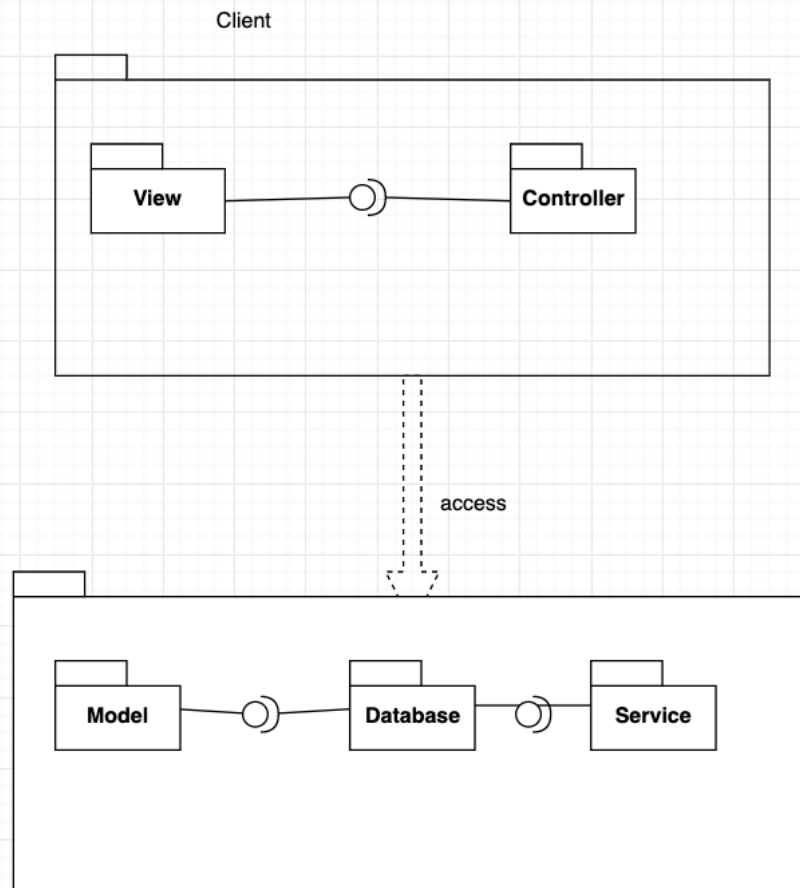 Client
View
Controller
access
Model
Database
Service